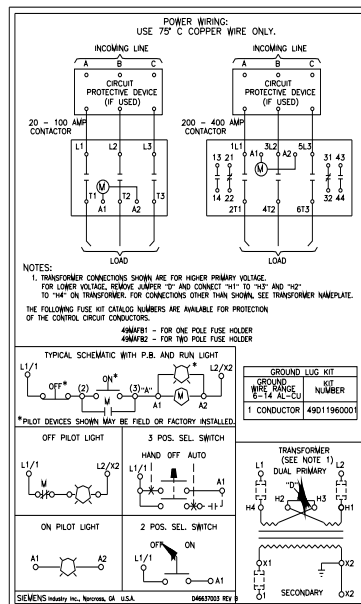 POWER WIRING:
USE 75° C COPPER WIRE ONLY.
INCOMING LINE
A B C
CIRCUIT
PROTECTIVE DEVICE
(IF USED)
20 - 100 AMP
CONTACTOR
L1 L2 L3
M
T1 T2 T3
A1 A2
LOAD
INCOMING LINE
A B C
CIRCUIT
PROTECTIVE DEVICE
(IF USED)
200 - 400 AMP
CONTACTOR
1L1 A1 3L2 A2 5L3
13 21 31 43
M
14 22 32 44
2T1 4T2 6T3
LOAD
NOTES:
1. TRANSFORMER CONNECTIONS SHOWN ARE FOR HIGHER PRIMARY VOLTAGE.
FOR LOWER VOLTAGE, REMOVE JUMPER "D" AND CONNECT "H1" TO "H3" AND "H2"
TO "H4" ON TRANSFORMER. FOR CONNECTIONS OTHER THAN SHOWN, SEE TRANSFORMER NAMEPLATE.
THE FOLLOWING FUSE KIT CATALOG NUMBERS ARE AVAILABLE FOR PROTECTION
OF THE CONTROL CIRCUIT CONDUCTORS.
49MAFB1 - FOR ONE POLE FUSE HOLDER
49MAFB2 - FOR TWO POLE FUSE HOLDER
TYPICAL SCHEMATIC WITH P.B. AND RUN LIGHT
L1/1 L2/X2
OFF* (2) ON* (3) "A" *
M A1 M A2
*PILOT DEVICES SHOWN MAY BE FIELD OR FACTORY INSTALLED.
GROUND LUG KIT
GROUND WIRE RANGE 6-14 AL-CU
KIT NUMBER
1 CONDUCTOR 49D11960001
OFF PILOT LIGHT
L1/1 L2/X2
M
3 POS. SEL. SWITCH
HAND OFF AUTO
L1/1 A1
TRANSFORMER
(SEE NOTE 1)
DUAL PRIMARY
L1 L2
"D"
H2 H3
H4 H1
X1 X2
SECONDARY
1 X2
ON PILOT LIGHT
A1 A2
2 POS. SEL. SWITCH
OFF ON
L1/1 A1
SIEMENS Industry Inc., Norcross, GA U.S.A. D46637003 REV